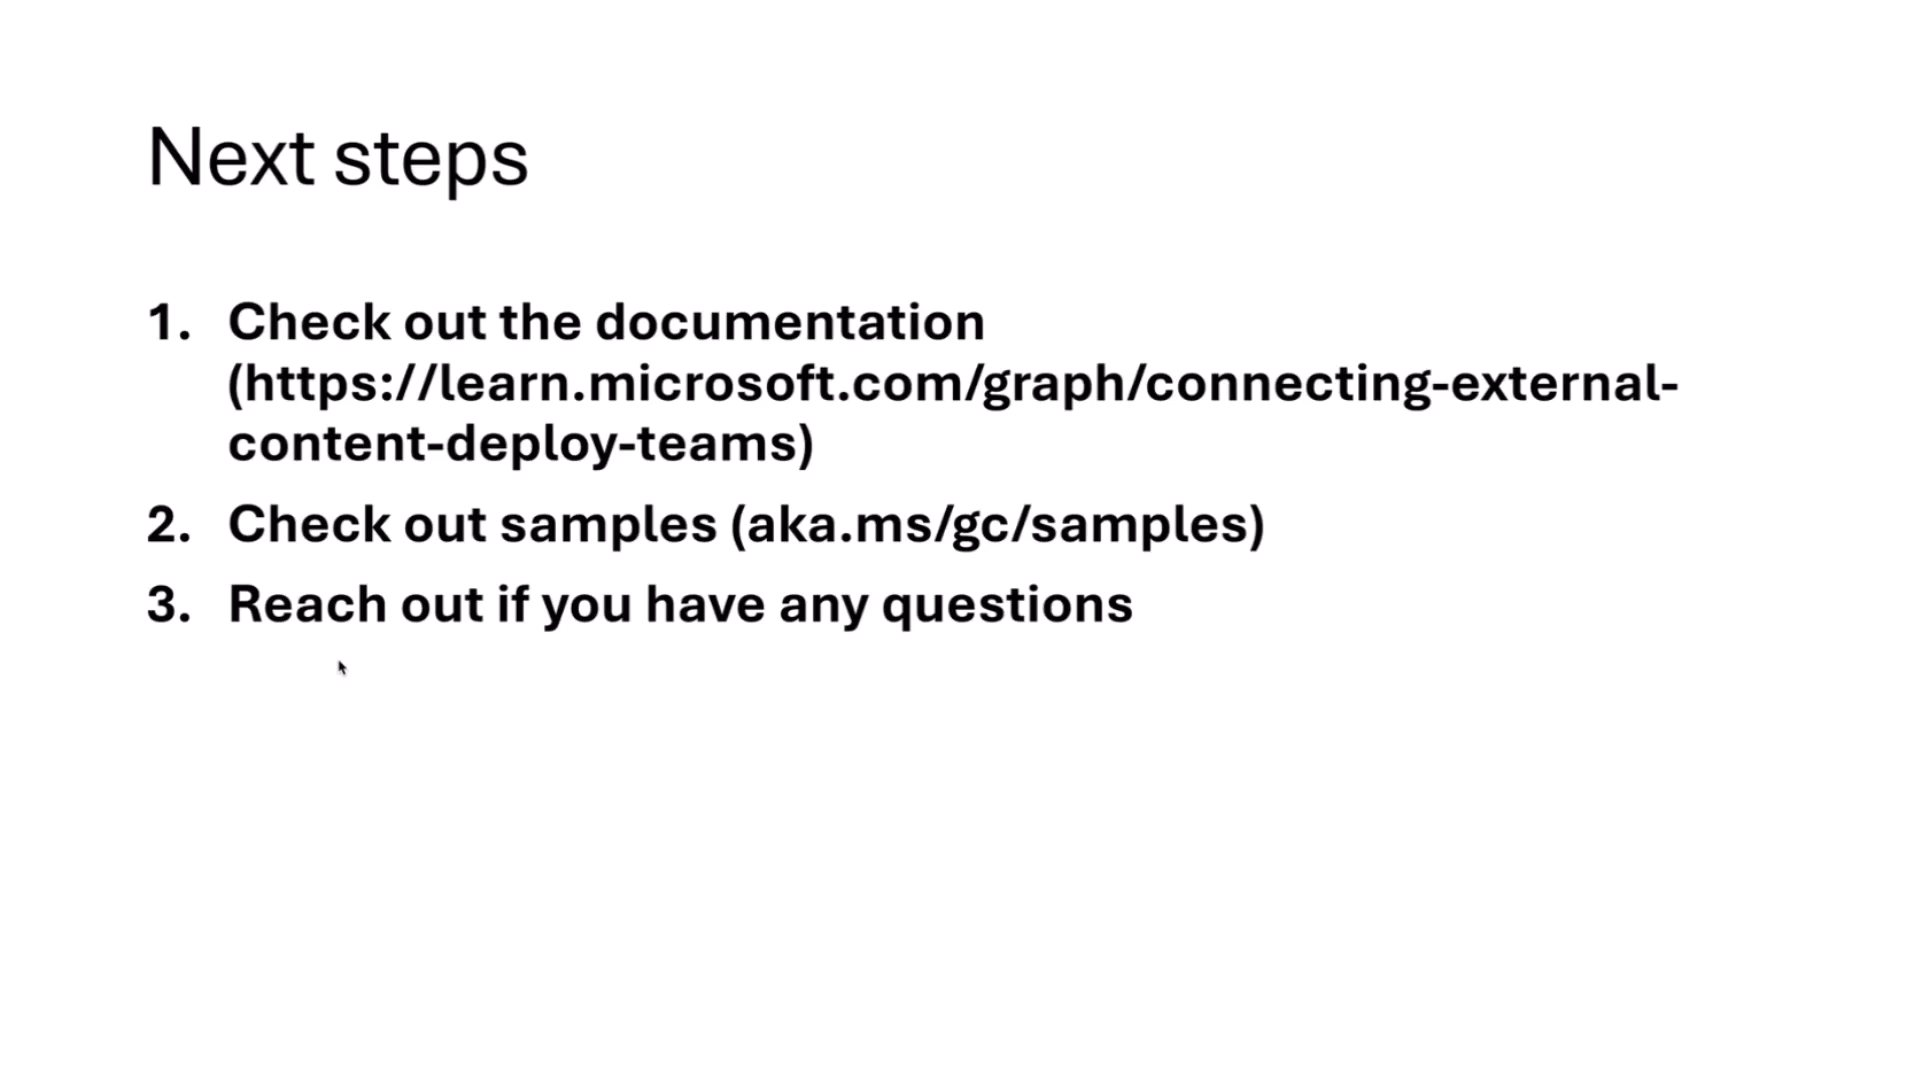 Next steps
1. Check out the documentation
(https://learn.microsoft.com/graph/connecting-external-
content-deploy-teams)
2. Check out samples (aka.ms/gc/samples)
3. Reach out if you have any questions